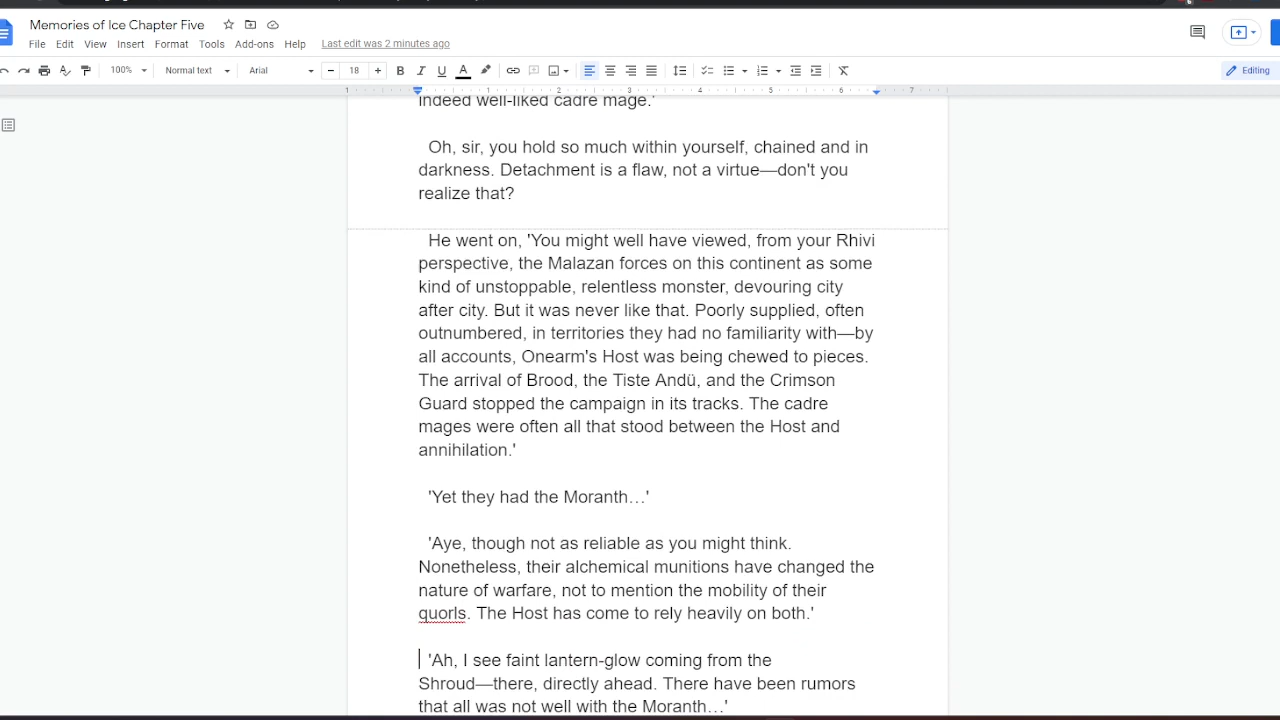 Memories of Ice Chapter Five
File Edit View Insert Format Tools Add-ons Help Last edit was 2 minutes ago
100% Normal text Arial 18 B I U A Editing
1 1 2 3 4 5 6 7
indeed well-liked cadre mage.'
Oh, sir, you hold so much within yourself, chained and in
darkness. Detachment is a flaw, not a virtue—don't you
realize that?
He went on, 'You might well have viewed, from your Rhivi
perspective, the Malazan forces on this continent as some
kind of unstoppable, relentless monster, devouring city
after city. But it was never like that. Poorly supplied, often
outnumbered, in territories they had no familiarity with—by
all accounts, Onearm's Host was being chewed to pieces.
The arrival of Brood, the Tiste Andü, and the Crimson
Guard stopped the campaign in its tracks. The cadre
mages were often all that stood between the Host and
annihilation.'
'Yet they had the Moranth…'
'Aye, though not as reliable as you might think.
Nonetheless, their alchemical munitions have changed the
nature of warfare, not to mention the mobility of their
quorls. The Host has come to rely heavily on both.'
'Ah, I see faint lantern-glow coming from the
Shroud—there, directly ahead. There have been rumors
that all was not well with the Moranth…'